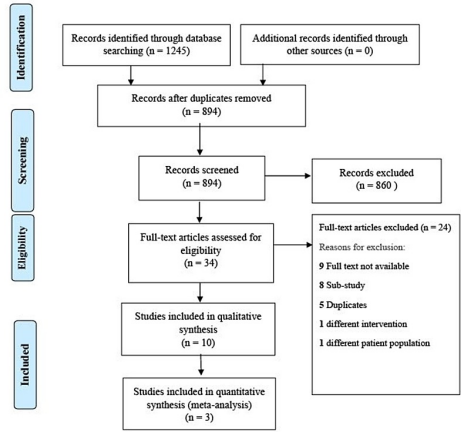 Identification
Records identified through database
searching (n = 1245)
Additional records identified through
other sources (n = 0)
Records after duplicates removed
(n = 894)
Screening
Records screened
(n = 894)
Records excluded
(n = 860 )
Eligibility
Full-text articles assessed for
eligibility
(n = 34)
Full-text articles excluded (n = 24)
Reasons for exclusion:
9 Full text not available
8 Sub-study
5 Duplicates
1 different intervention
1 different patient population
Included
Studies included in qualitative
synthesis
(n = 10)
Studies included in quantitative
synthesis (meta-analysis)
(n = 3)